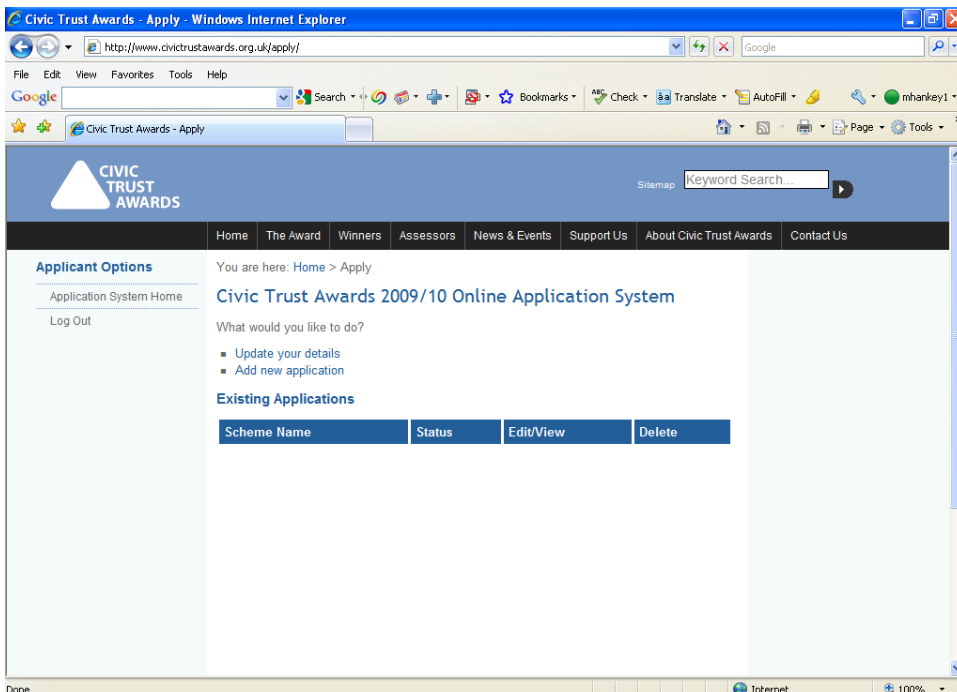 Civic Trust Awards - Apply - Windows Internet Explorer
http://www.civictrustawards.org.uk/apply/
Google
File Edit View Favorites Tools Help
Google Search Bookmarks Check Translate AutoFill mhankey1
Civic Trust Awards - Apply
Page Tools
CIVIC
TRUST
AWARDS
Sitemap Keyword Search...
Home The Award Winners Assessors News & Events Support Us About Civic Trust Awards Contact Us
Applicant Options
Application System Home
Log Out
You are here: Home > Apply
Civic Trust Awards 2009/10 Online Application System
What would you like to do?
Update your details
Add new application
Existing Applications
Scheme Name Status Edit/View Delete
Done Internet 100%